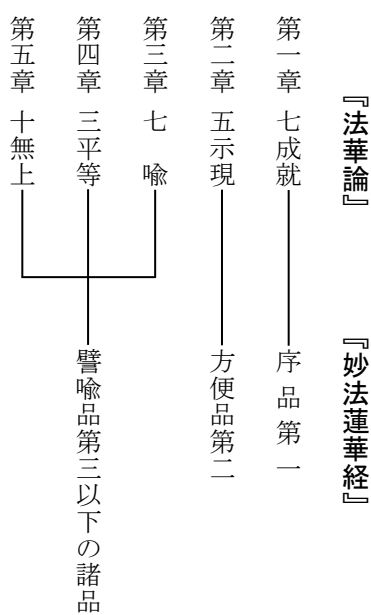 『法華論』 『妙法蓮華経』
第一章 七成就 序品第一
第二章 五示現 方便品第二
第三章 七喩
第四章 三平等 譬喩品第三以下の諸品
第五章 十無上